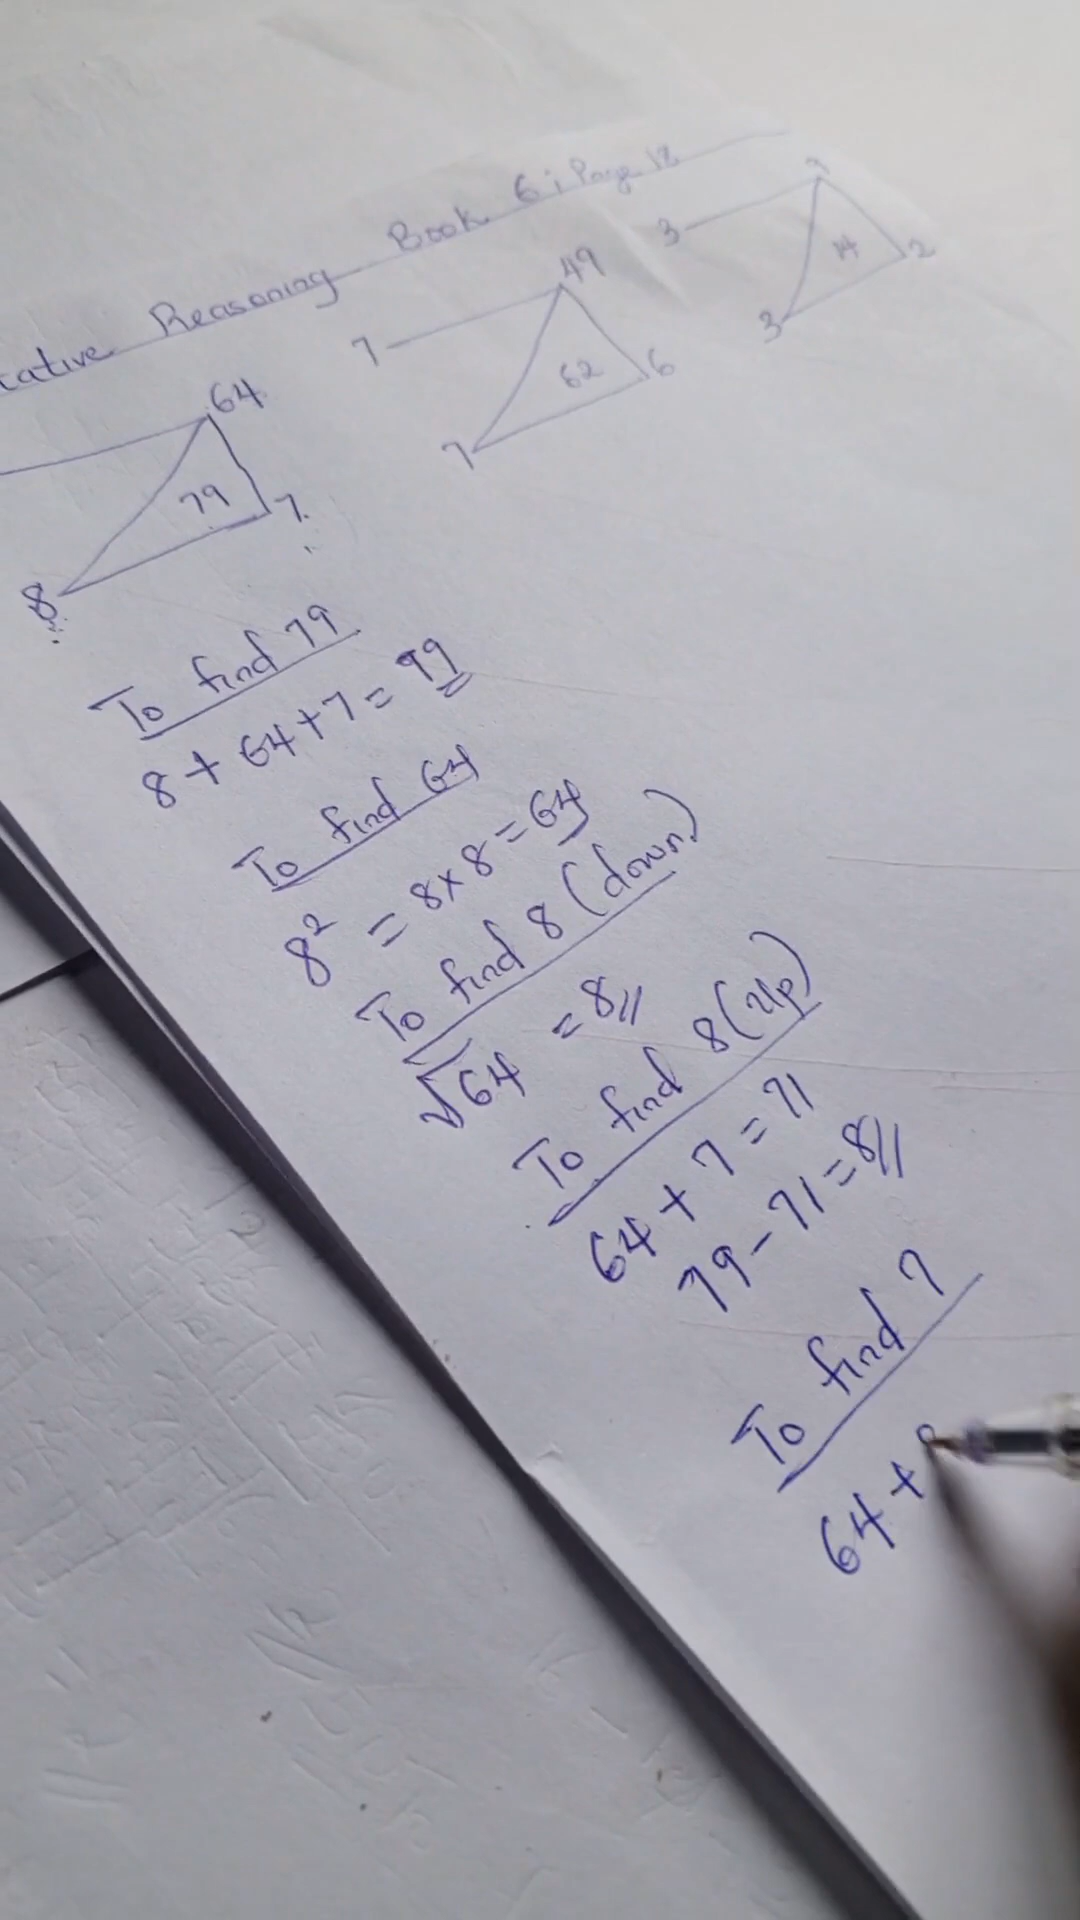 Reasoning Book 6; Page 18
64
79
7
8
7
49
62
6
7
3
9
14
2
3
To find 79
8 + 64 + 7 = 79
To find 64
8² = 8 × 8 = 64
To find 8 (down)
√64 = 8//
To find 8 (Up)
64 + 7 = 71
79 - 71 = 8//
To find 7
64 +